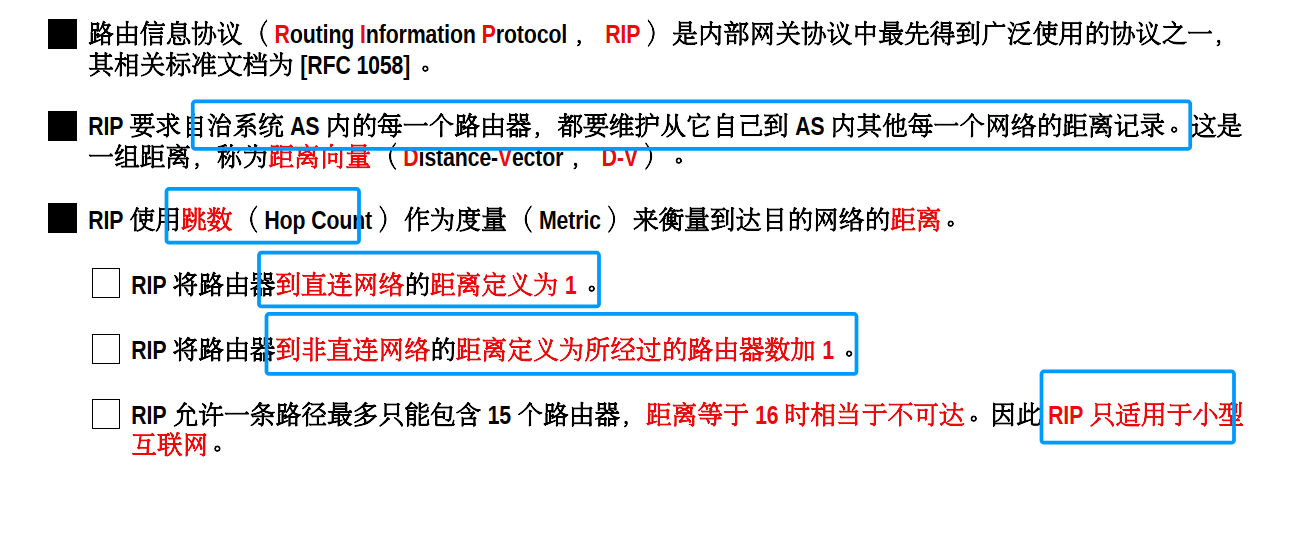 路由信息协议（Routing Information Protocol， RIP）是内部网关协议中最先得到广泛使用的协议之一，
其相关标准文档为 [RFC 1058] 。
RIP 要求自治系统 AS 内的每一个路由器，都要维护从它自己到 AS 内其他每一个网络的距离记录。这是
一组距离，称为距离向量（Distance-Vector， D-V）。
RIP 使用跳数（Hop Count）作为度量（Metric）来衡量到达目的网络的距离。
RIP 将路由器到直连网络的距离定义为 1 。
RIP 将路由器到非直连网络的距离定义为所经过的路由器数加 1 。
RIP 允许一条路径最多只能包含 15 个路由器，距离等于 16 时相当于不可达。因此 RIP 只适用于小型
互联网。